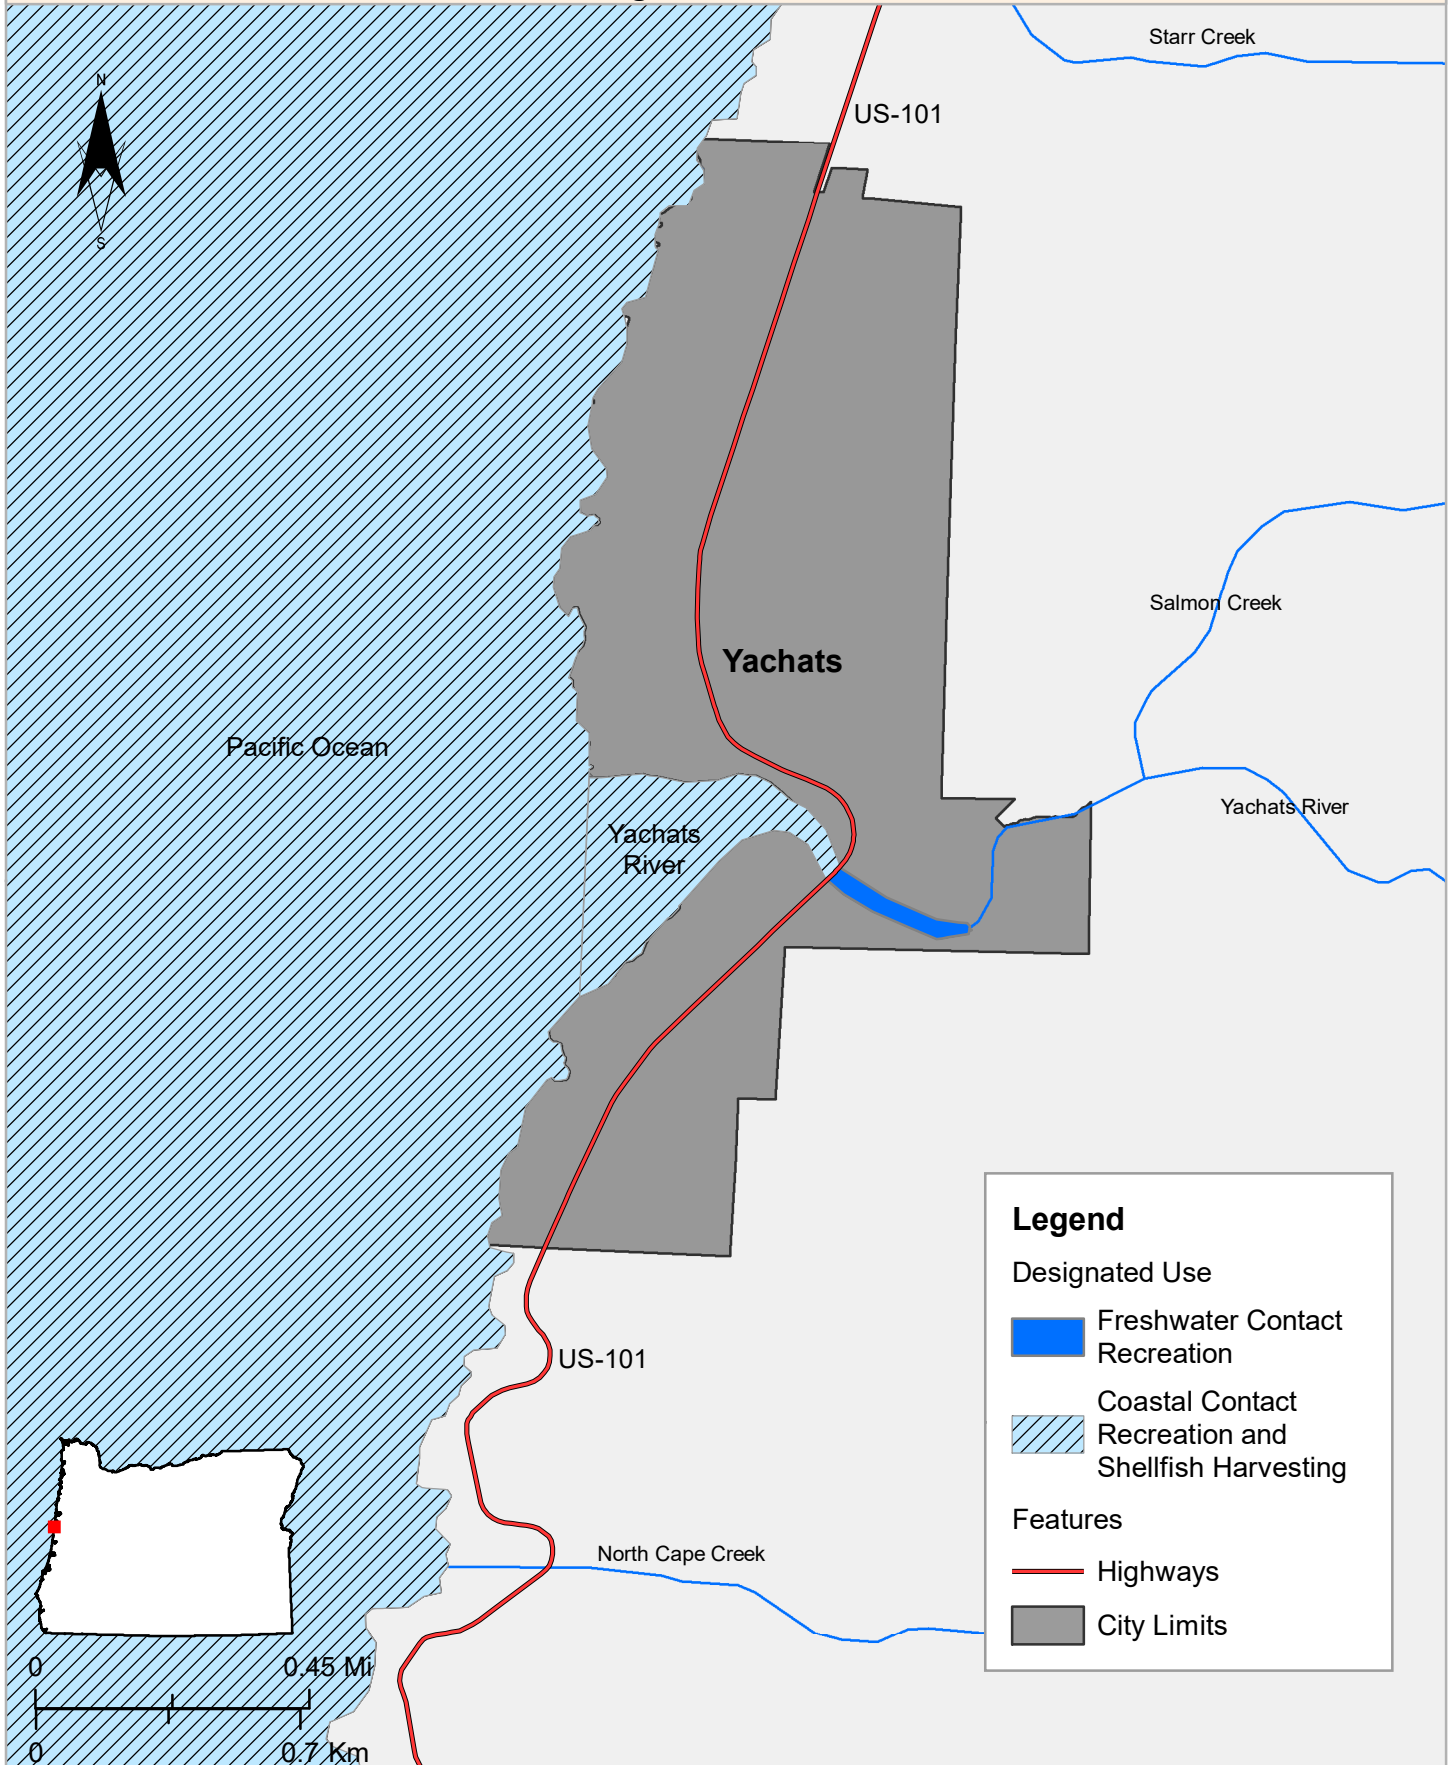 Starr Creek
N
US-101
S
Salmon Creek
Yachats
Pacific Ocean
Yachats River
Yachats
River
Legend
Designated Use
Freshwater Contact
Recreation
Coastal Contact
Recreation and
Shellfish Harvesting
Features
Highways
City Limits
US-101
North Cape Creek
0 0.45 Mi
0 0.7 Km